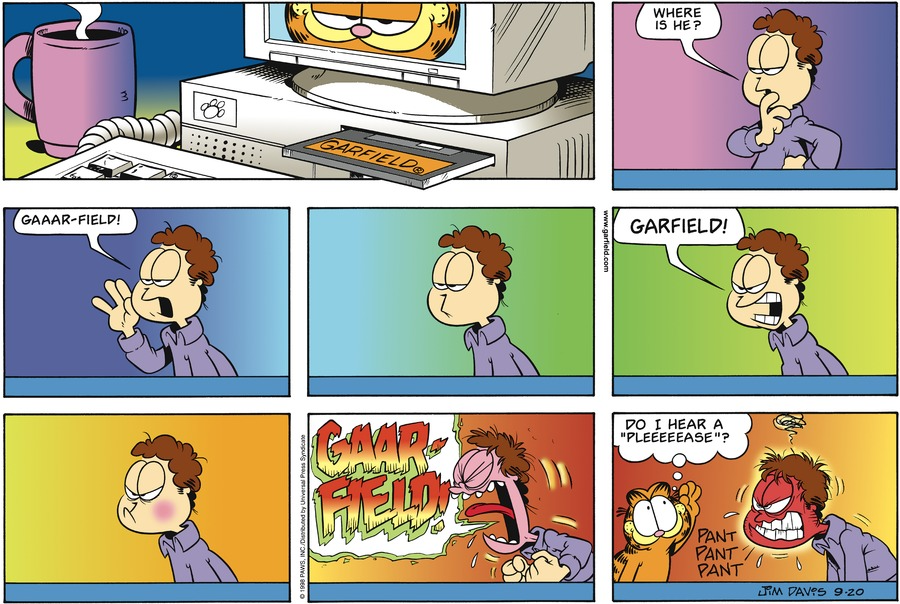 GARFIELD®
WHERE
IS HE?
GAAAR-FIELD!
www.garfield.com
GARFIELD!
© 1998 PAWS, INC./Distributed by Universal Press Syndicate
GAAR-
FIELD!
DO I HEAR A
"PLEEEEEASE"?
PANT
PANT
PANT
JIM DAVIS 9-20